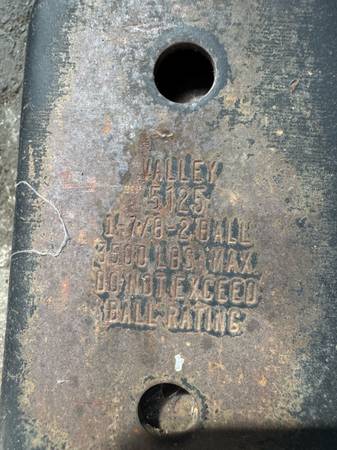 VALLEY
5125
1-7/8-2 BALL
3500 LBS. MAX.
DO NOT EXCEED
BALL RATING